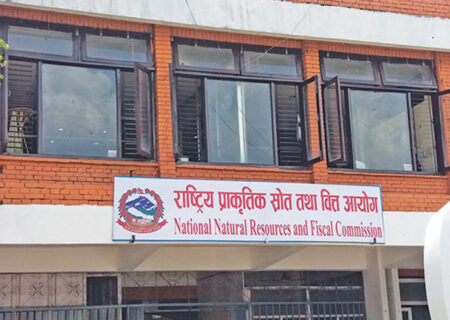 राष्ट्रिय प्राकृतिक स्रोत तथा वित्त आयोग
National Natural Resources and Fiscal Commission